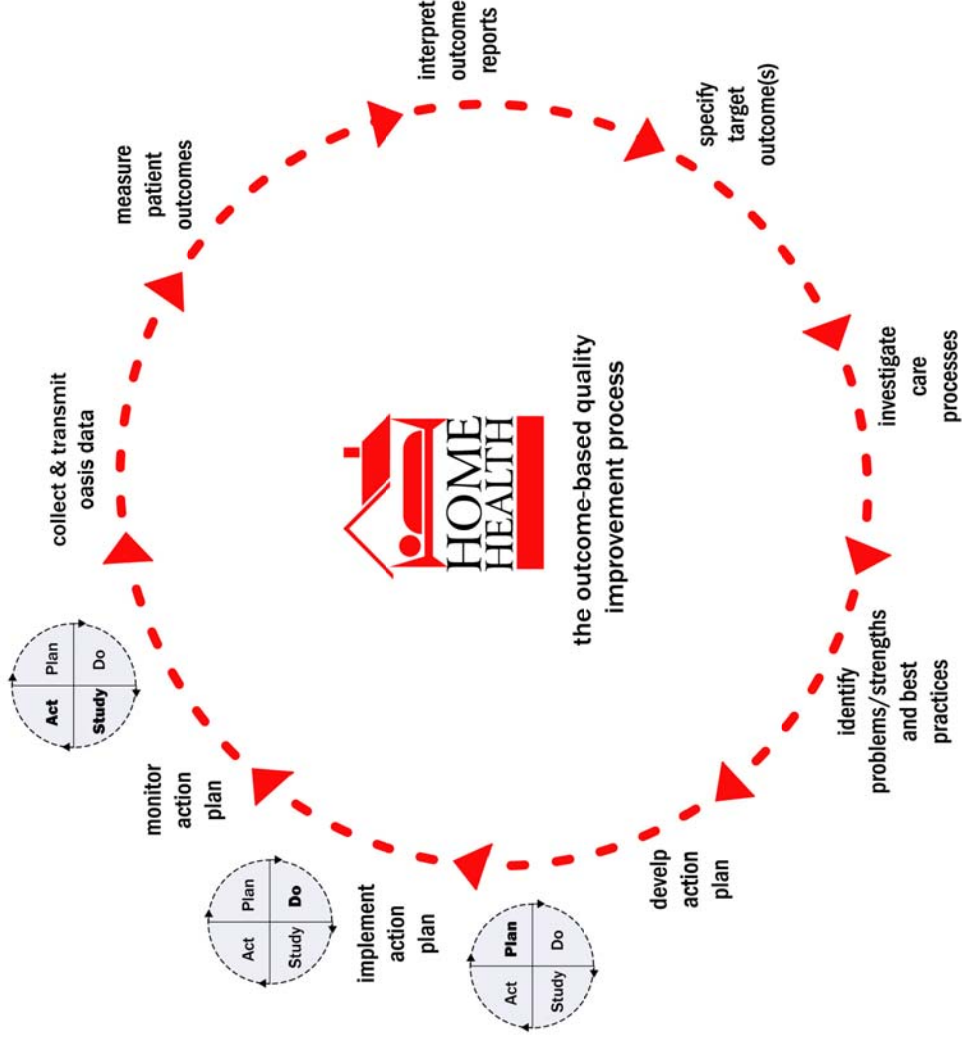 collect & transmit
oasis data
measure
patient
outcomes
interpret
outcome
reports
specify
target
outcome(s)
investigate
care
processes
identify
problems/strengths
and best
practices
develp
action
plan
Act
Plan
Study
Do
implement
action
plan
Act
Plan
Study
Do
monitor
action
plan
Act
Plan
Study
Do
HOME
HEALTH
the outcome-based quality
improvement process